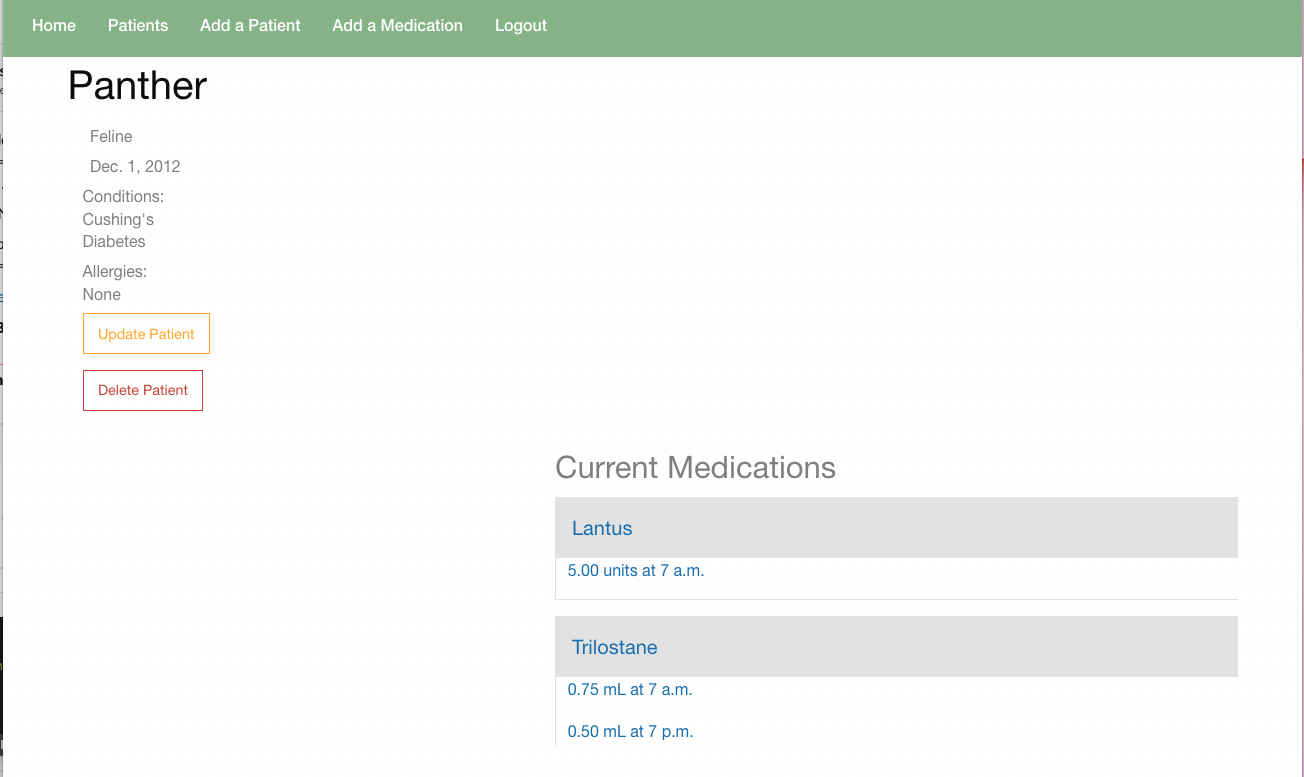 Home Patients Add a Patient Add a Medication Logout
Panther
Feline
Dec. 1, 2012
Conditions:
Cushing's
Diabetes
Allergies:
None
Update Patient
Delete Patient
Current Medications
Lantus
5.00 units at 7 a.m.
Trilostane
0.75 mL at 7 a.m.
0.50 mL at 7 p.m.